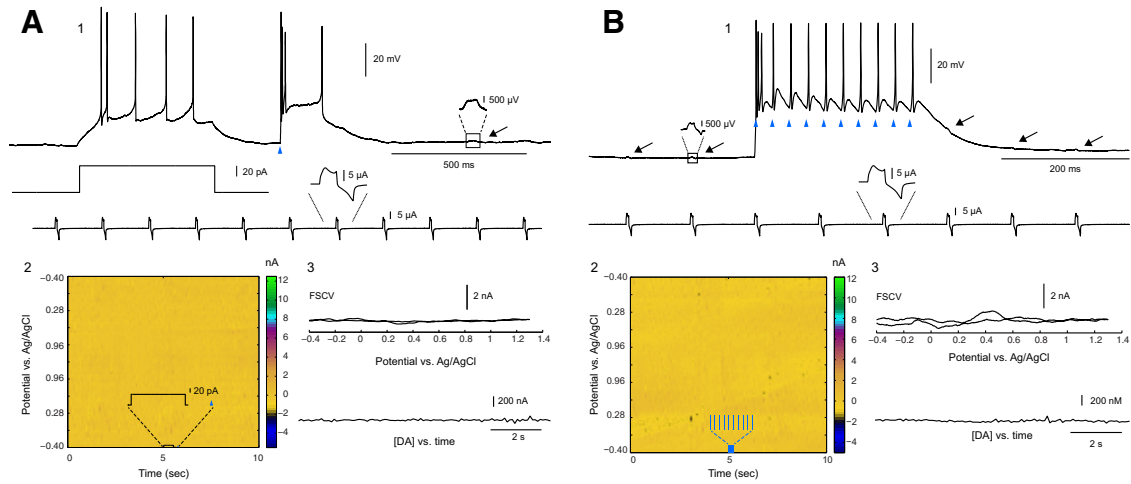 A
1
20 mV
500 µV
500 ms
20 pA
5 µA
5 µA
2
nA
-0.40
0.28
0.96
0.96
0.28
-0.40
Potential vs. Ag/AgCl
20 pA
0
5
10
Time (sec)
12
10
8
6
4
2
0
-2
-4
3
FSCV
2 nA
-0.4 -0.2 0 0.2 0.4 0.6 0.8 1 1.2 1.4
Potential vs. Ag/AgCl
200 nA
[DA] vs. time
2 s
B
1
20 mV
500 µV
200 ms
5 µA
5 µA
2
nA
-0.40
0.28
0.96
0.96
0.28
-0.40
Potential vs. Ag/AgCl
0
5
10
Time (sec)
12
10
8
6
4
2
0
-2
-4
3
FSCV
2 nA
-0.4 -0.2 0 0.2 0.4 0.6 0.8 1 1.2 1.4
Potential vs. Ag/AgCl
200 nM
[DA] vs. time
2 s